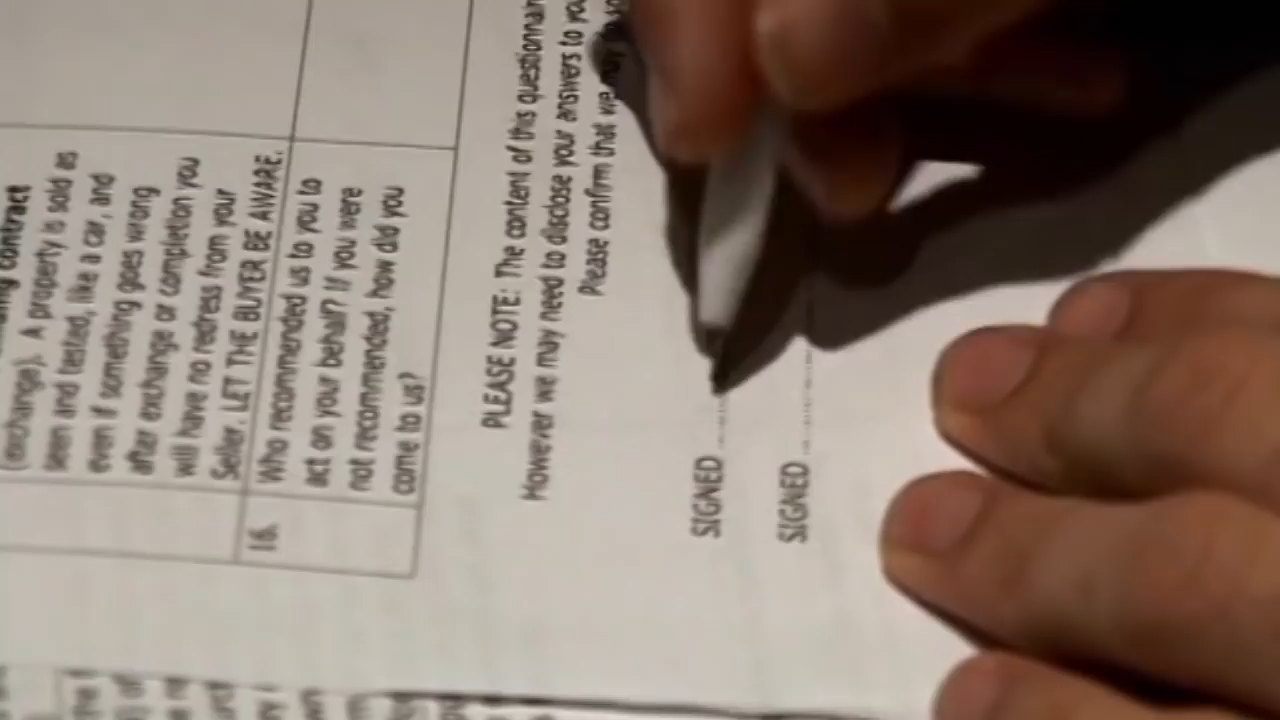 contract
(exchange). A property is sold as
seen and tested, like a car, and
even if something goes wrong
after exchange or completion you
will have no redress from your
Seller. LET THE BUYER BE AWARE.
16. Who recommended us to you to
act on your behalf? If you were
not recommended, how did you
come to us?
PLEASE NOTE: The content of this
However we may need to disclose your answers to
Please confirm that we may
SIGNED
SIGNED